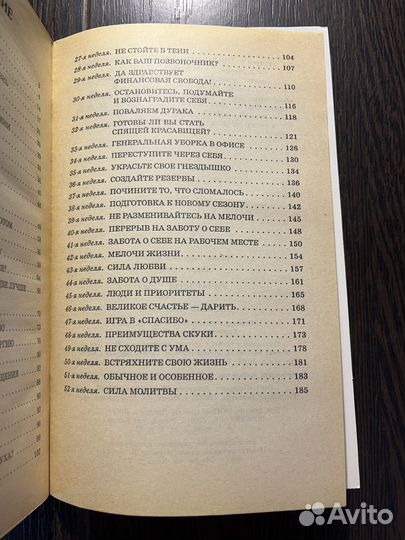 ИЕ
27-я неделя. НЕ СТОЙТЕ В ТЕНИ 104
28-я неделя. КАК ВАШ ПОЗВОНОЧНИК? 107
29-я неделя. ДА ЗДРАВСТВУЕТ
ФИНАНСОВАЯ СВОБОДА! 110
30-я неделя. ОСТАНОВИТЕСЬ, ПОДУМАЙТЕ
И ВОЗНАГРАДИТЕ СЕБЯ 116
31-я неделя. ПОВАЛЯЕМ ДУРАКА 118
32-я неделя. ГОТОВЫ ЛИ ВЫ СТАТЬ
СПЯЩЕЙ КРАСАВИЦЕЙ? 121
33-я неделя. ГЕНЕРАЛЬНАЯ УБОРКА В ОФИСЕ 126
34-я неделя. ПЕРЕСТУПИТЕ ЧЕРЕЗ СЕБЯ 130
35-я неделя. УКРАСЬТЕ СВОЕ ГНЕЗДЫШКО 134
36-я неделя. СОЗДАЙТЕ РЕЗЕРВЫ 136
37-я неделя. ПОЧИНИТЕ ТО, ЧТО СЛОМАЛОСЬ 140
38-я неделя. ПОДГОТОВКА К НОВОМУ СЕЗОНУ 142
39-я неделя. НЕ РАЗМЕНИВАЙТЕСЬ НА МЕЛОЧИ 145
40-я неделя. ПЕРЕРЫВ НА ЗАБОТУ О СЕБЕ 148
41-я неделя. ЗАБОТА О СЕБЕ НА РАБОЧЕМ МЕСТЕ 150
42-я неделя. МЕЛОЧИ ЖИЗНИ 154
43-я неделя. СИЛА ЛЮБВИ 157
44-я неделя. ЗАБОТА О ДУШЕ 161
45-я неделя. ЛЮДИ И ПРИОРИТЕТЫ 165
46-я неделя. ВЕЛИКОЕ СЧАСТЬЕ — ДАРИТЬ 168
47-я неделя. ИГРА В «СПАСИБО» 171
48-я неделя. ПРЕИМУЩЕСТВА СКУКИ 173
49-я неделя. НЕ СХОДИТЕ С УМА 178
50-я неделя. ВСТРЯХНИТЕ СВОЮ ЖИЗНЬ 181
51-я неделя. ОБЫЧНОЕ И ОСОБЕННОЕ 183
52-я неделя. СИЛА МОЛИТВЫ 185
Avito